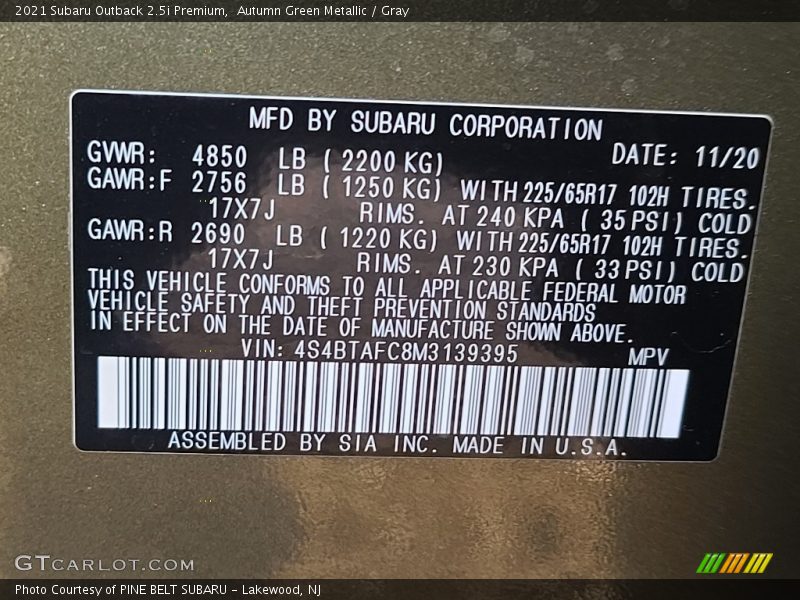 2021 Subaru Outback 2.5i Premium,  Autumn Green Metallic / Gray
MFD BY SUBARU CORPORATION
GVWR: 4850 LB ( 2200 KG) DATE: 11/20
GAWR:F 2756 LB ( 1250 KG) WITH 225/65R17 102H TIRES.
17X7J RIMS. AT 240 KPA ( 35 PSI) COLD
GAWR:R 2690 LB ( 1220 KG) WITH 225/65R17 102H TIRES.
17X7J RIMS. AT 230 KPA ( 33 PSI) COLD
THIS VEHICLE CONFORMS TO ALL APPLICABLE FEDERAL MOTOR
VEHICLE SAFETY AND THEFT PREVENTION STANDARDS
IN EFFECT ON THE DATE OF MANUFACTURE SHOWN ABOVE.
VIN: 4S4BTAFC8M3139395 MPV
ASSEMBLED BY SIA INC. MADE IN U.S.A.
GTCARLOT.COM
Photo Courtesy of PINE BELT SUBARU – Lakewood, NJ